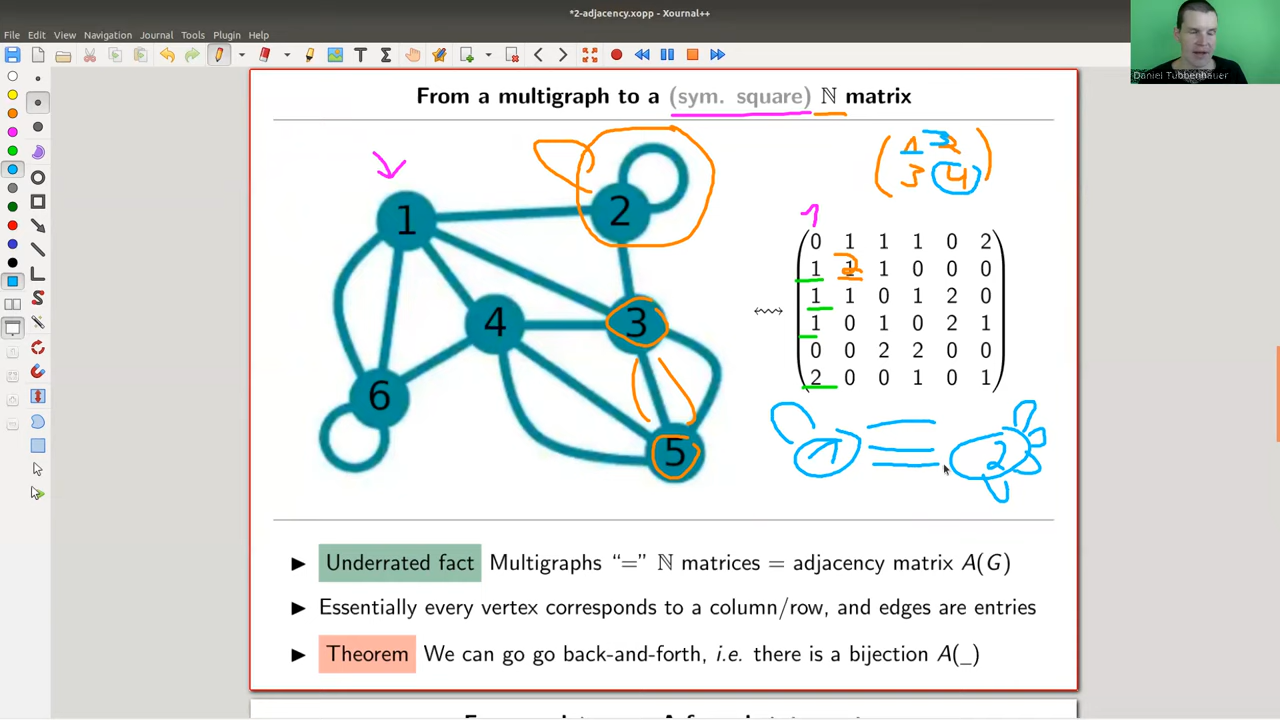 *2-adjacency.xopp - Xournal++
File Edit View Navigation Journal Tools Plugin Help
Daniel Tubbenhauer
From a multigraph to a (sym. square) ℕ matrix
1
2
3
4
5
6
1 3
3 4
1
0 1 1 1 0 2
1 2 1 0 0 0
1 1 0 1 2 0
1 0 1 0 2 1
0 0 2 2 0 0
2 0 0 1 0 1
1 2
► Underrated fact Multigraphs “=” ℕ matrices = adjacency matrix A(G)
► Essentially every vertex corresponds to a column/row, and edges are entries
► Theorem We can go go back-and-forth, i.e. there is a bijection A(_)